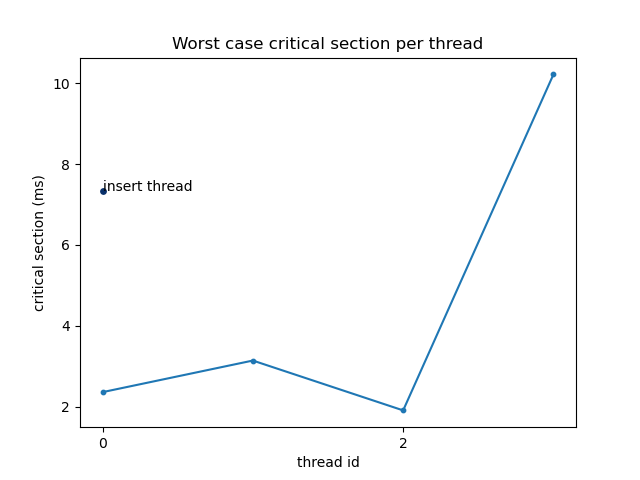 Worst case critical section per thread
10
8
6
4
2
critical section (ms)
insert thread
0
2
thread id